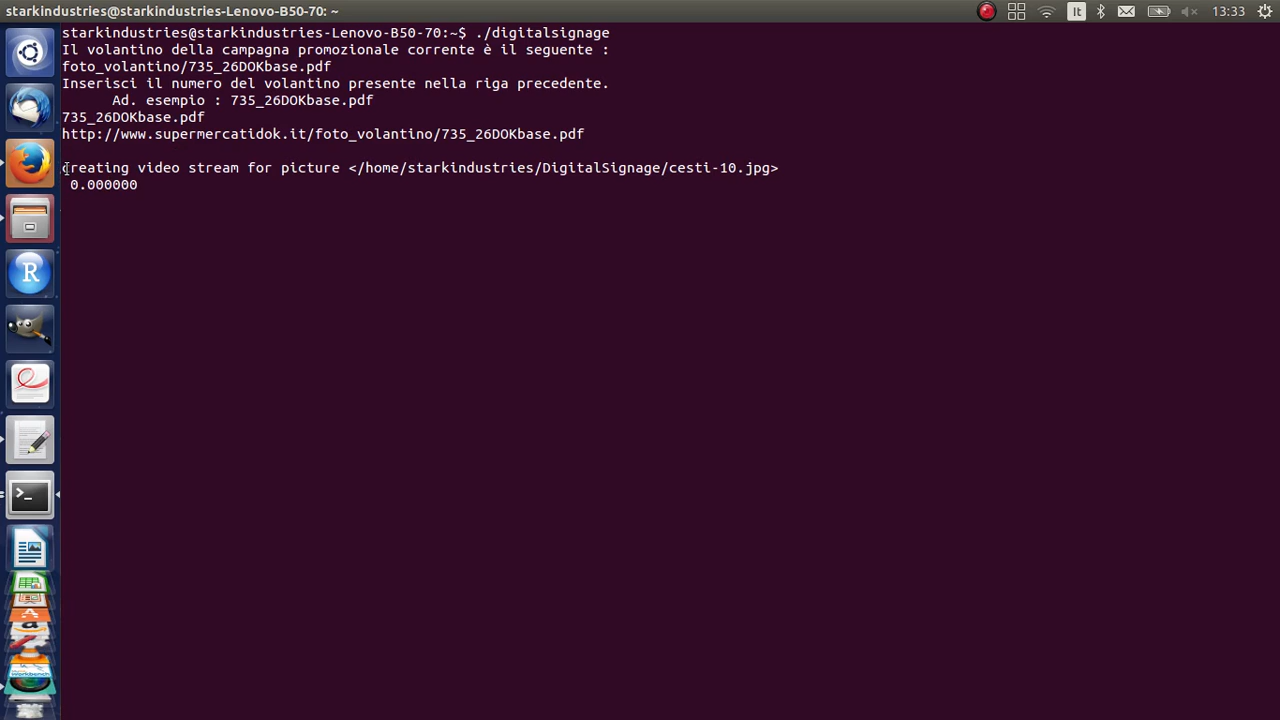 starkindustries@starkindustries-Lenovo-B50-70: ~
It
13:33
starkindustries@starkindustries-Lenovo-B50-70:~$ ./digitalsignage
Il volantino della campagna promozionale corrente è il seguente :
foto_volantino/735_26DOKbase.pdf
Inserisci il numero del volantino presente nella riga precedente.
Ad. esempio : 735_26DOKbase.pdf
735_26DOKbase.pdf
http://www.supermercatidok.it/foto_volantino/735_26DOKbase.pdf
Creating video stream for picture </home/starkindustries/DigitalSignage/cesti-10.jpg>
0.000000
R
>_